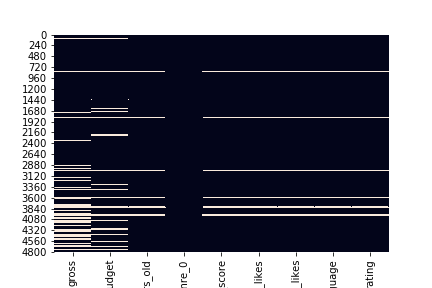 0
240
480
720
960
1200
1440
1680
1920
2160
2400
2640
2880
3120
3360
3600
3840
4080
4320
4560
4800
gross
udget
s_old
nre_0
score
_likes
_likes
uage
rating